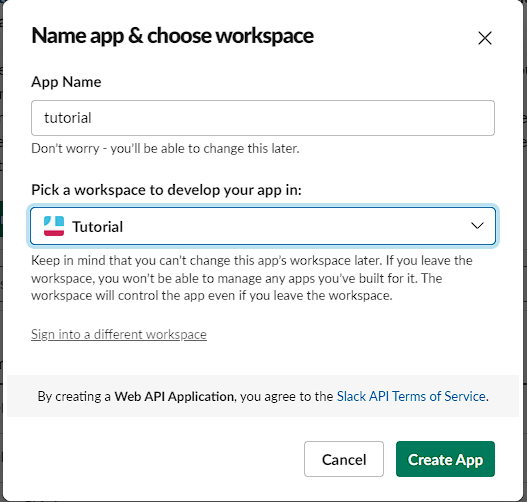 Name app & choose workspace
App Name
tutorial
Don't worry - you'll be able to change this later.
Pick a workspace to develop your app in:
Tutorial
Keep in mind that you can't change this app's workspace later. If you leave the
workspace, you won't be able to manage any apps you've built for it. The
workspace will control the app even if you leave the workspace.
Sign into a different workspace
By creating a Web API Application, you agree to the Slack API Terms of Service.
Cancel
Create App